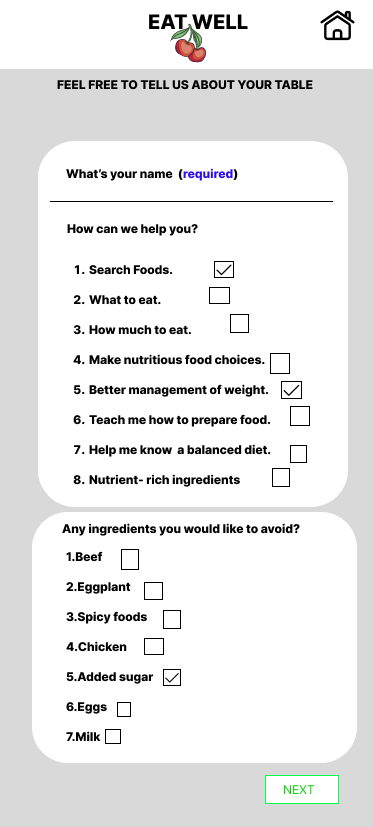 EAT WELL
FEEL FREE TO TELL US ABOUT YOUR TABLE
What's your name (required)
How can we help you?
1. Search Foods.
2. What to eat.
3. How much to eat.
4. Make nutritious food choices.
5. Better management of weight.
6. Teach me how to prepare food.
7. Help me know a balanced diet.
8. Nutrient- rich ingredients
Any ingredients you would like to avoid?
1.Beef
2.Eggplant
3.Spicy foods
4.Chicken
5.Added sugar
6.Eggs
7.Milk
NEXT